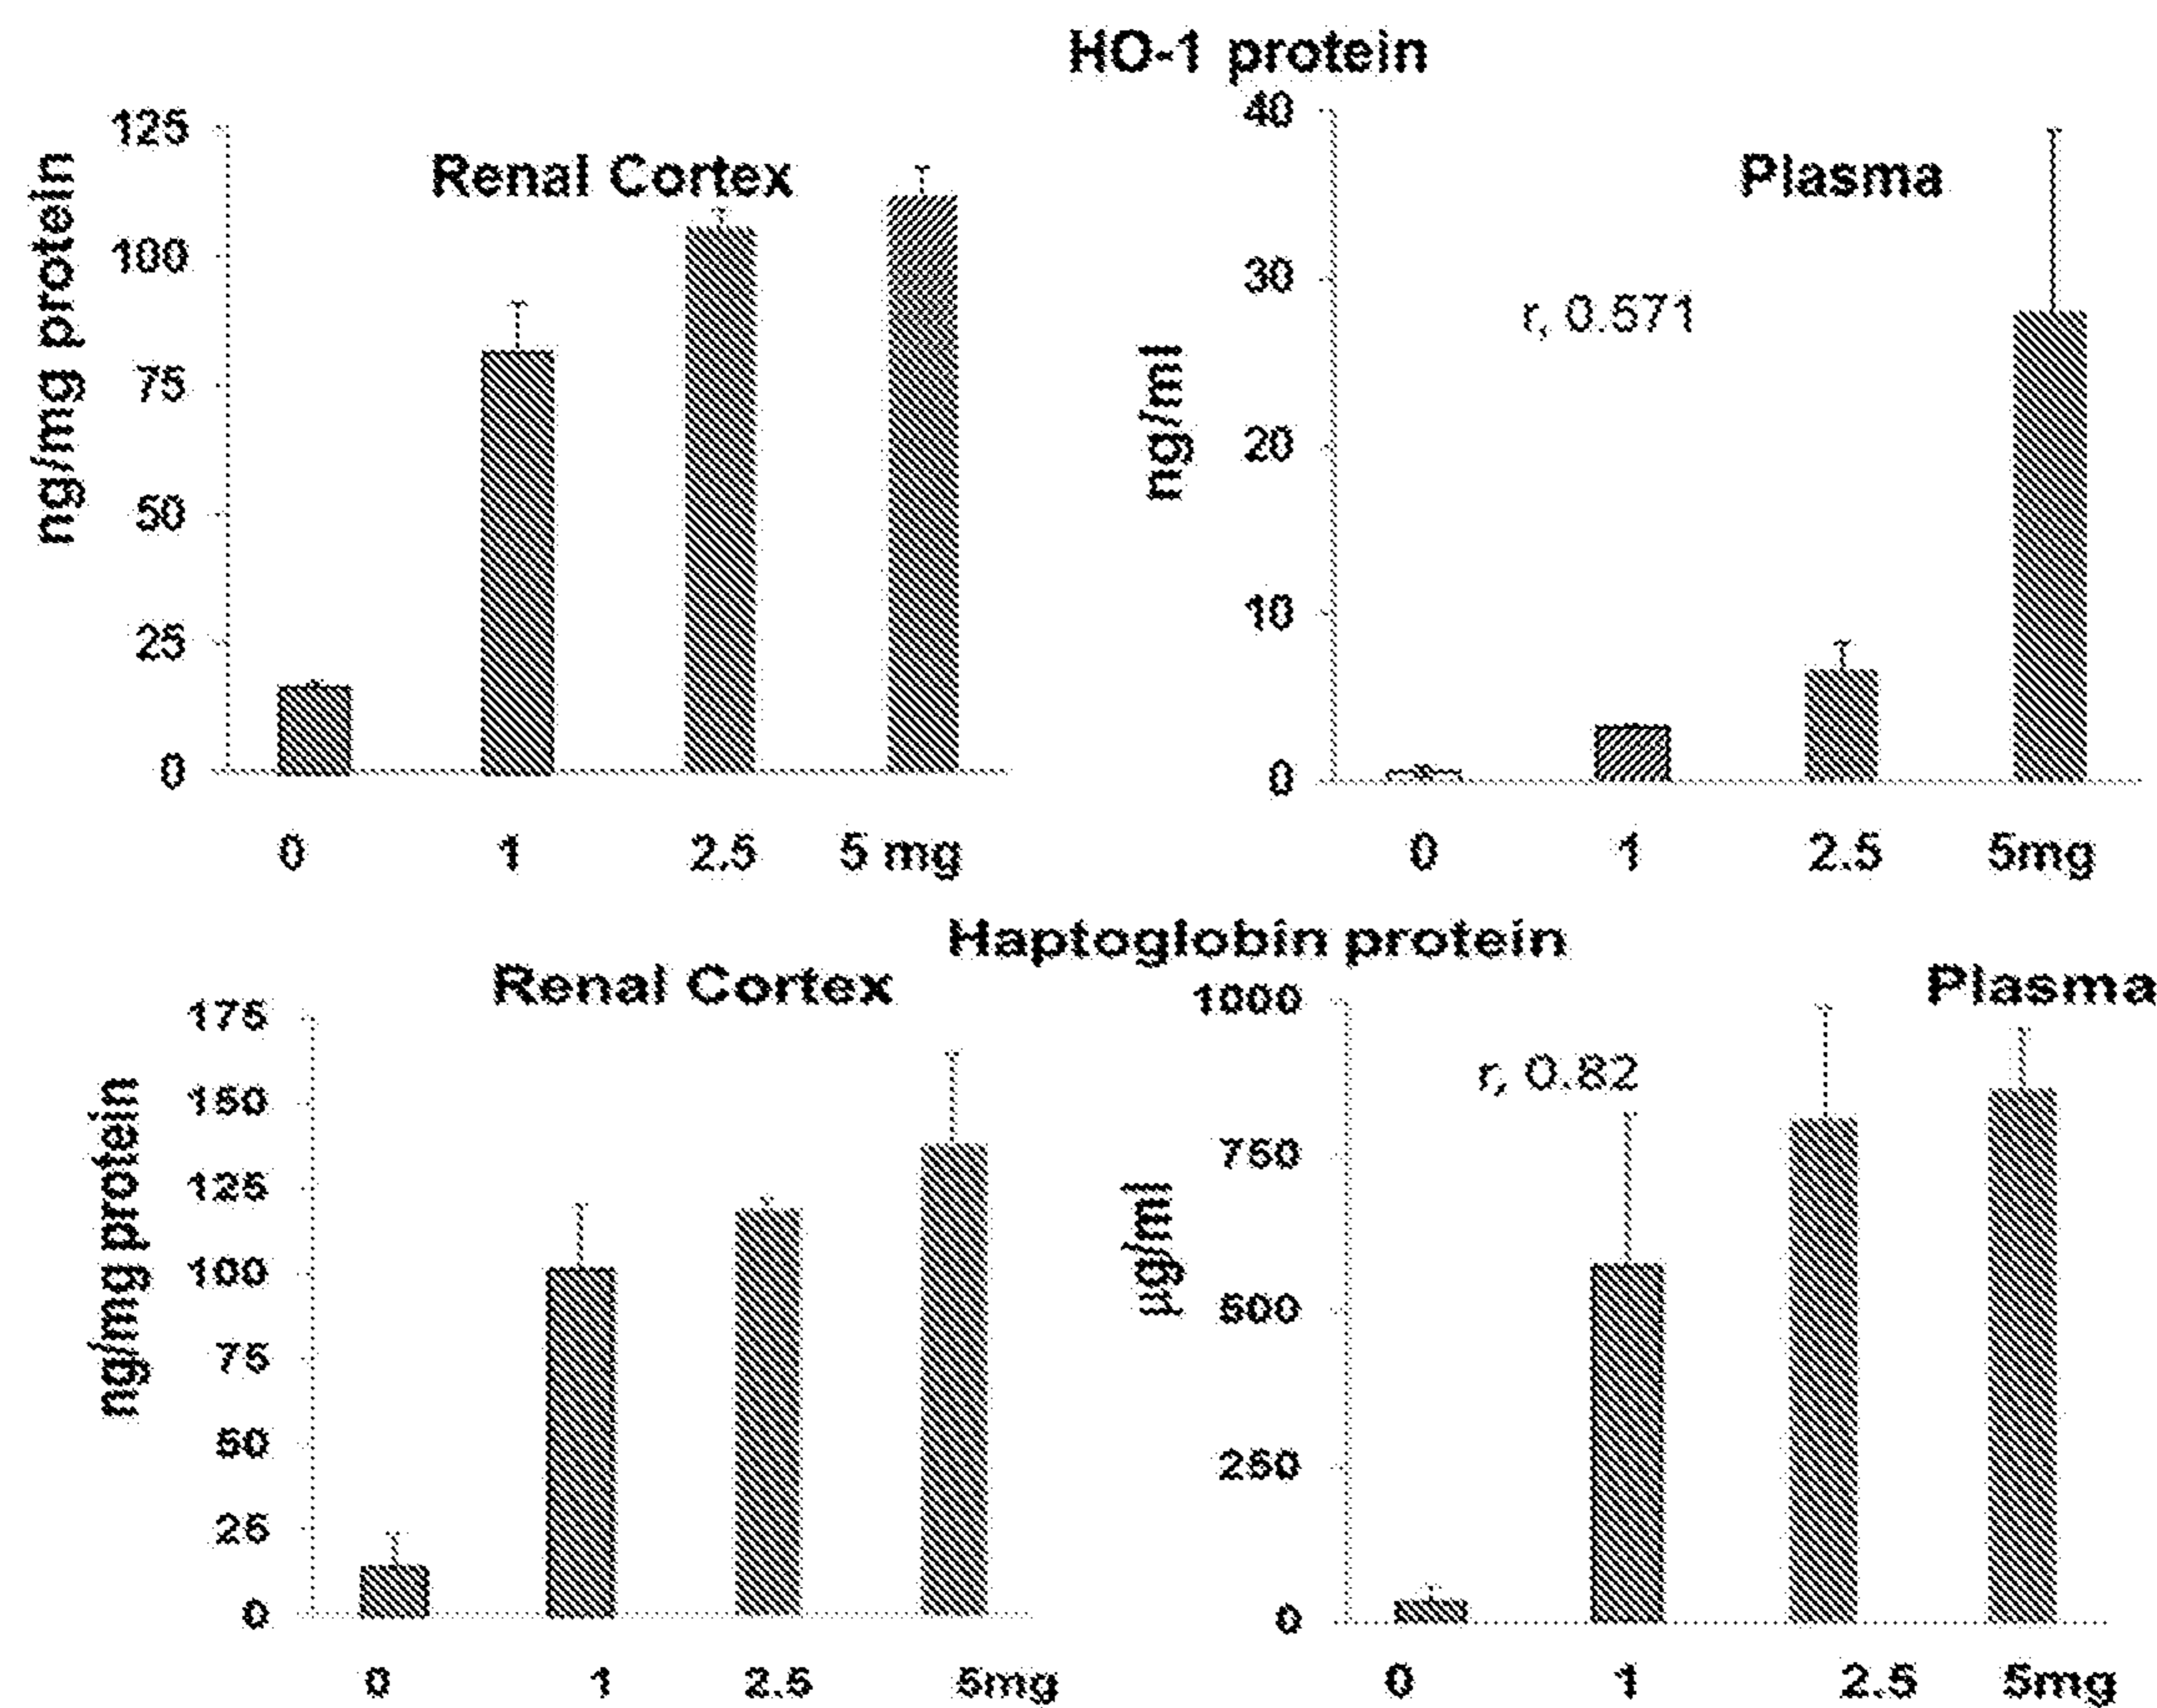 HO-1 protein
Renal Cortex
ng/mg protein
125
100
75
50
25
0
0 1 2.5 5 mg
Plasma
r, 0.571
ng/ml
40
30
20
10
0
0 1 2.5 5mg
Haptoglobin protein
Renal Cortex
ng/mg protein
175
150
125
100
75
50
25
0
0 1 2.5 5mg
Plasma
r, 0.82
µg/ml
1000
750
500
250
0
0 1 2.5 5mg